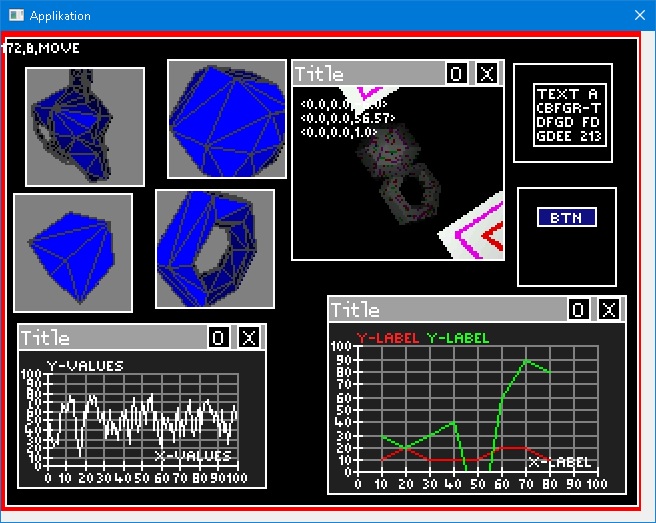 Applikation
172,B,MOVE
Title O X
<0.0,0.0,
<0.0,0.0,56.57>
<0.0,0.0,1.0>
TEXT A
CBFGR-T
DFGD FD
GDEE 213
BTN
Title O X
Y-VALUES
100
90
80
70
60
50
40
30
20
10
0
X-VALUES
0 10 20 30 40 50 60 70 80 90 100
Title O X
Y-LABEL Y-LABEL
100
90
80
70
60
50
40
30
20
10
0
X-LABEL
0 10 20 30 40 50 60 70 80 90 100